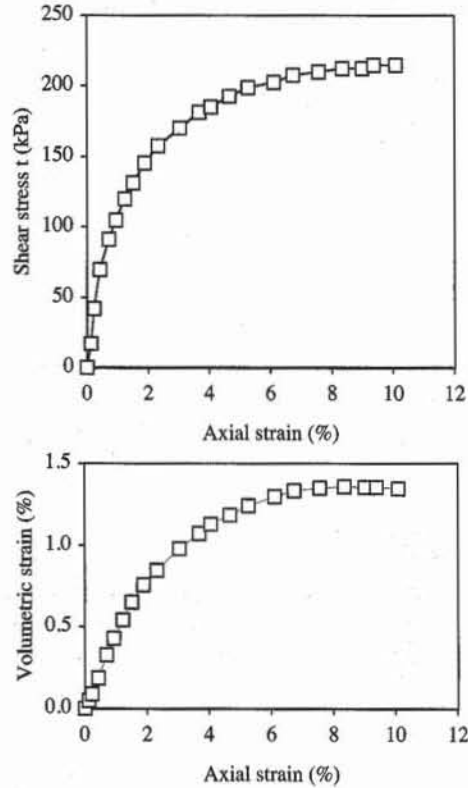 250
200
150
100
50
0
Shear stress t (kPa)
0 2 4 6 8 10 12
Axial strain (%)
1.5
1.0
0.5
0.0
Volumetric strain (%)
0 2 4 6 8 10 12
Axial strain (%)